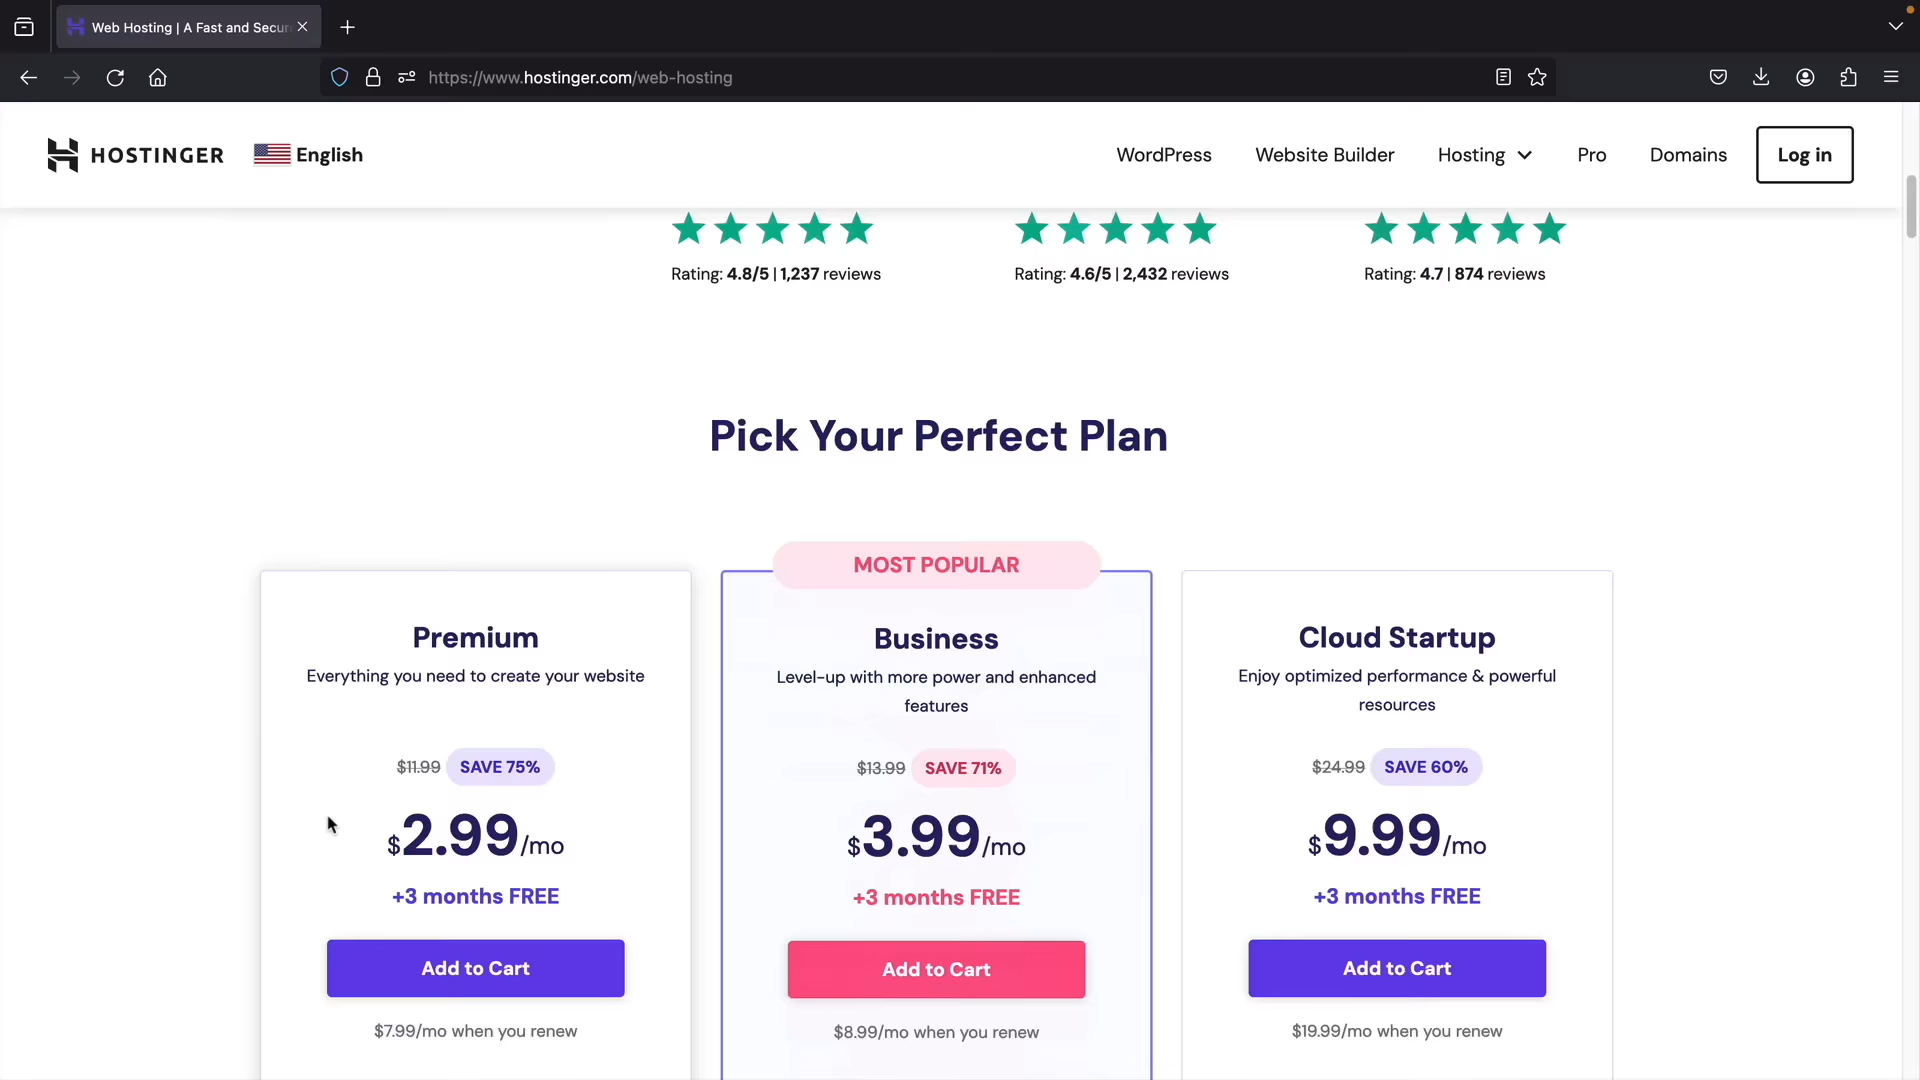 Web Hosting | A Fast and Secur
https://www.hostinger.com/web-hosting
HOSTINGER
English
WordPress
Website Builder
Hosting
Pro
Domains
Log in
Rating: 4.8/5 | 1,237 reviews
Rating: 4.6/5 | 2,432 reviews
Rating: 4.7 | 874 reviews
Pick Your Perfect Plan
Premium
Everything you need to create your website
$11.99 SAVE 75%
$2.99/mo
+3 months FREE
Add to Cart
$7.99/mo when you renew
MOST POPULAR
Business
Level-up with more power and enhanced
features
$13.99 SAVE 71%
$3.99/mo
+3 months FREE
Add to Cart
$8.99/mo when you renew
Cloud Startup
Enjoy optimized performance & powerful
resources
$24.99 SAVE 60%
$9.99/mo
+3 months FREE
Add to Cart
$19.99/mo when you renew